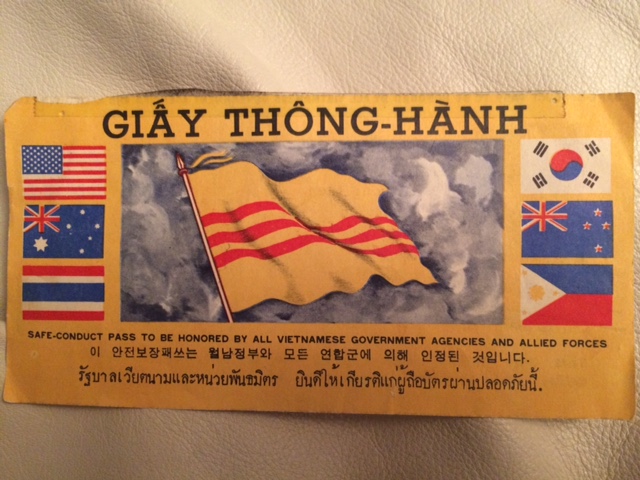 GIẤY THÔNG-HÀNH
SAFE-CONDUCT PASS TO BE HONORED BY ALL VIETNAMESE GOVERNMENT AGENCIES AND ALLIED FORCES
이 안전보장패쓰는 월남정부와 모든 연합군에 의해 인정된 것입니다.
รัฐบาลเวียตนามและหน่วยพันธมิตร ยินดีให้เกียรติแก่ผู้ถือบัตรผ่านปลอดภัยนี้.